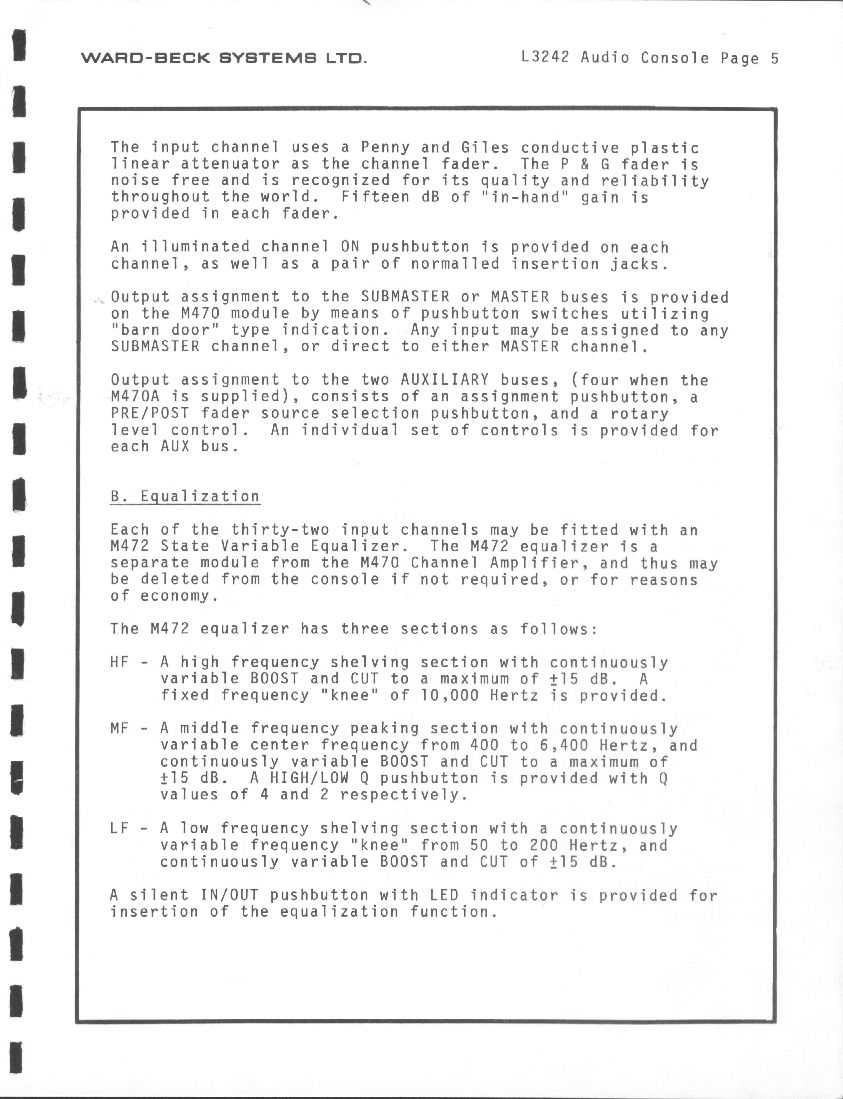 WARD-BECK SYSTEMS LTD.
L3242 Audio Console Page 5
The input channel uses a Penny and Giles conductive plastic
linear attenuator as the channel fader. The P & G fader is
noise free and is recognized for its quality and reliability
throughout the world. Fifteen dB of "in-hand" gain is
provided in each fader.
An illuminated channel ON pushbutton is provided on each
channel, as well as a pair of normalled insertion jacks.
Output assignment to the SUBMASTER or MASTER buses is provided
on the M470 module by means of pushbutton switches utilizing
"barn door" type indication. Any input may be assigned to any
SUBMASTER channel, or direct to either MASTER channel.
Output assignment to the two AUXILIARY buses, (four when the
M470A is supplied), consists of an assignment pushbutton, a
PRE/POST fader source selection pushbutton, and a rotary
level control. An individual set of controls is provided for
each AUX bus.
B. Equalization
Each of the thirty-two input channels may be fitted with an
M472 State Variable Equalizer. The M472 equalizer is a
separate module from the M470 Channel Amplifier, and thus may
be deleted from the console if not required, or for reasons
of economy.
The M472 equalizer has three sections as follows:
HF - A high frequency shelving section with continuously
variable BOOST and CUT to a maximum of ±15 dB. A
fixed frequency "knee" of 10,000 Hertz is provided.
MF - A middle frequency peaking section with continuously
variable center frequency from 400 to 6,400 Hertz, and
continuously variable BOOST and CUT to a maximum of
±15 dB. A HIGH/LOW Q pushbutton is provided with Q
values of 4 and 2 respectively.
LF - A low frequency shelving section with a continuously
variable frequency "knee" from 50 to 200 Hertz, and
continuously variable BOOST and CUT of ±15 dB.
A silent IN/OUT pushbutton with LED indicator is provided for
insertion of the equalization function.